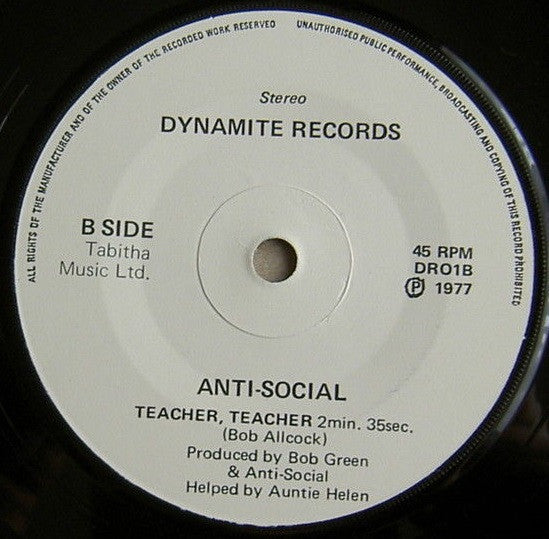 ALL RIGHTS OF THE MANUFACTURER AND OF THE OWNER OF THE RECORDED WORK RESERVED
UNAUTHORISED PUBLIC PERFORMANCE, BROADCASTING AND COPYING OF THIS RECORD PROHIBITED
Stereo
DYNAMITE RECORDS
B SIDE
Tabitha
Music Ltd.
45 RPM
DRO1B
Ⓟ 1977
ANTI-SOCIAL
TEACHER, TEACHER 2min. 35sec.
(Bob Allcock)
Produced by Bob Green
& Anti-Social
Helped by Auntie Helen